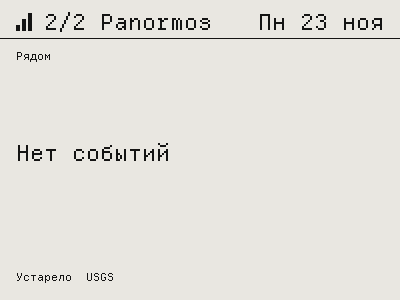 2/2 Panormos Пн 23 ноя
Рядом
Нет событий
Устарело USGS